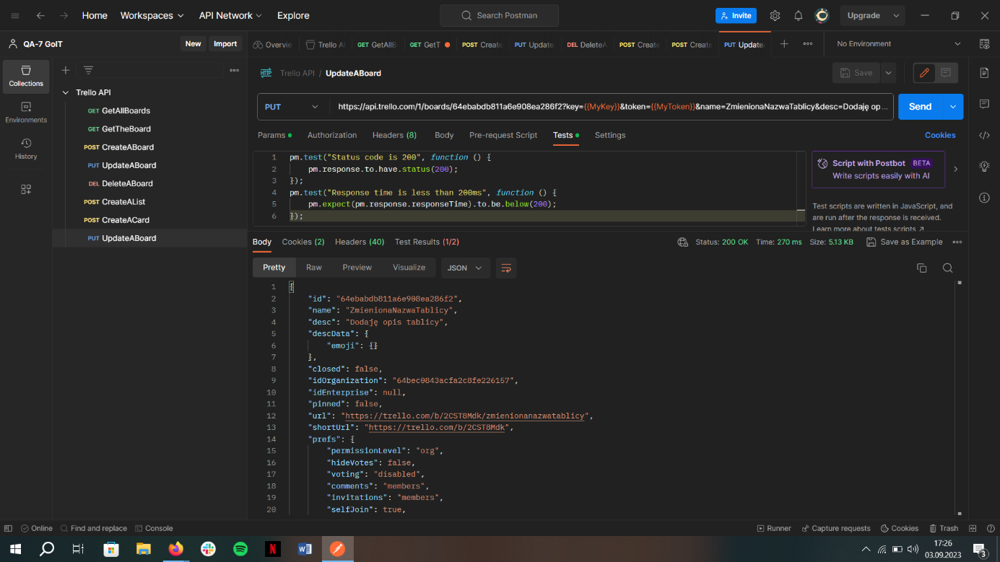 Home Workspaces API Network Explore Search Postman Invite Upgrade
QA-7 GoIT New Import Overvie Trello A GET GetAllB GET GetT POST Create PUT Update DEL DeleteA POST Create POST Create PUT Update No Environment
Collections
Environments
History
Trello API
GET GetAllBoards
GET GetTheBoard
POST CreateABoard
PUT UpdateABoard
DEL DeleteABoard
POST CreateAList
POST CreateACard
PUT UpdateABoard
HTTP Trello API / UpdateABoard Save
PUT https://api.trello.com/1/boards/64ebabdb811a6e908ea286f2?key={{MyKey}}&token={{MyToken}}&name=ZmienionaNazwaTablicy&desc=Dodaję op... Send
Params Authorization Headers (8) Body Pre-request Script Tests Settings Cookies
1 pm.test("Status code is 200", function () {
2 pm.response.to.have.status(200);
3 });
4 pm.test("Response time is less than 200ms", function () {
5 pm.expect(pm.response.responseTime).to.be.below(200);
6 });
Script with Postbot BETA
Write scripts easily with AI
Test scripts are written in JavaScript, and
are run after the response is received.
Learn more about tests scripts ↗
Body Cookies (2) Headers (40) Test Results (1/2) Status: 200 OK Time: 270 ms Size: 5.13 KB Save as Example
Pretty Raw Preview Visualize JSON
1 {
2 "id": "64ebabdb811a6e908ea286f2",
3 "name": "ZmienionaNazwaTablicy",
4 "desc": "Dodaję opis tablicy",
5 "descData": {
6 "emoji": {}
7 },
8 "closed": false,
9 "idOrganization": "64bec0843acfa2c8fe226157",
10 "idEnterprise": null,
11 "pinned": false,
12 "url": "https://trello.com/b/2CST8Mdk/zmienionanazwatablicy",
13 "shortUrl": "https://trello.com/b/2CST8Mdk",
14 "prefs": {
15 "permissionLevel": "org",
16 "hideVotes": false,
17 "voting": "disabled",
18 "comments": "members",
19 "invitations": "members",
20 "selfJoin": true,
Online Find and replace Console Runner Capture requests Cookies Trash
17:26
03.09.2023
3